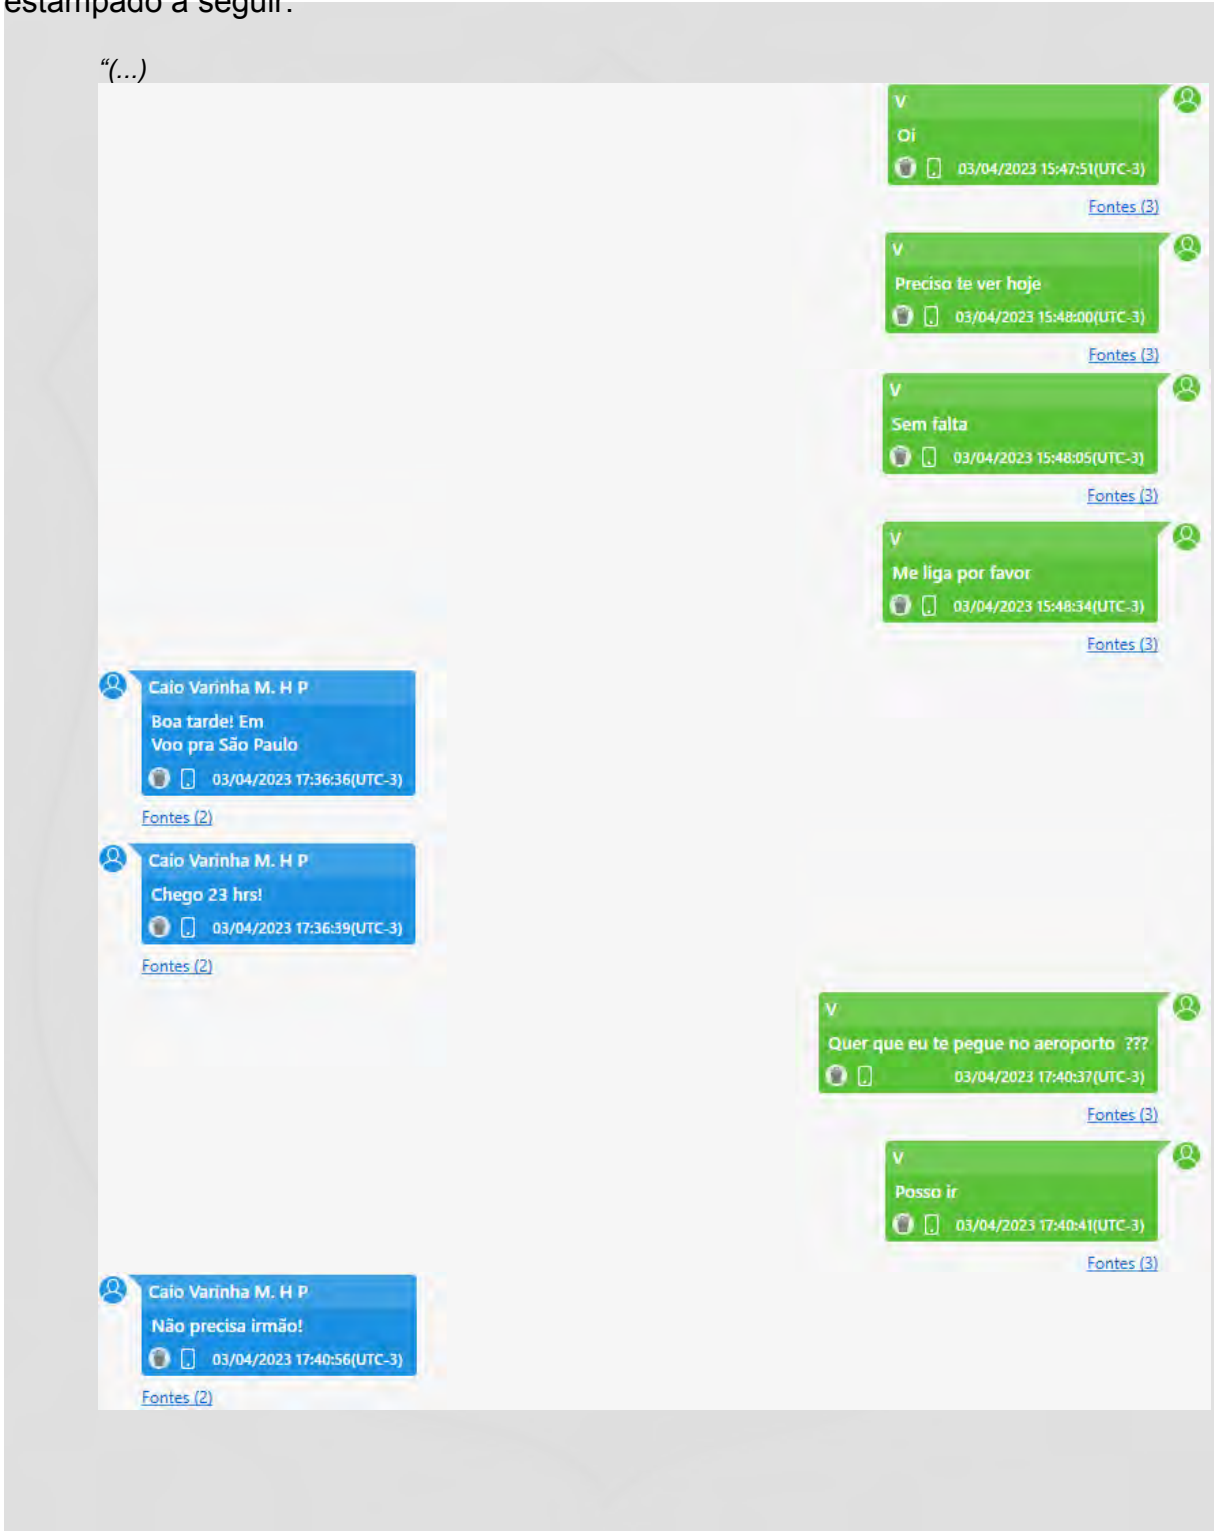 estampado a seguir:
“(...)
V
Oi
03/04/2023 15:47:51(UTC-3)
Fontes (3)
V
Preciso te ver hoje
03/04/2023 15:48:00(UTC-3)
Fontes (3)
V
Sem falta
03/04/2023 15:48:05(UTC-3)
Fontes (3)
V
Me liga por favor
03/04/2023 15:48:34(UTC-3)
Fontes (3)
Caio Varinha M. H P
Boa tarde! Em
Voo pra São Paulo
03/04/2023 17:36:36(UTC-3)
Fontes (2)
Caio Varinha M. H P
Chego 23 hrs!
03/04/2023 17:36:39(UTC-3)
Fontes (2)
V
Quer que eu te pegue no aeroporto ???
03/04/2023 17:40:37(UTC-3)
Fontes (3)
V
Posso ir
03/04/2023 17:40:41(UTC-3)
Fontes (3)
Caio Varinha M. H P
Não precisa irmão!
03/04/2023 17:40:56(UTC-3)
Fontes (2)